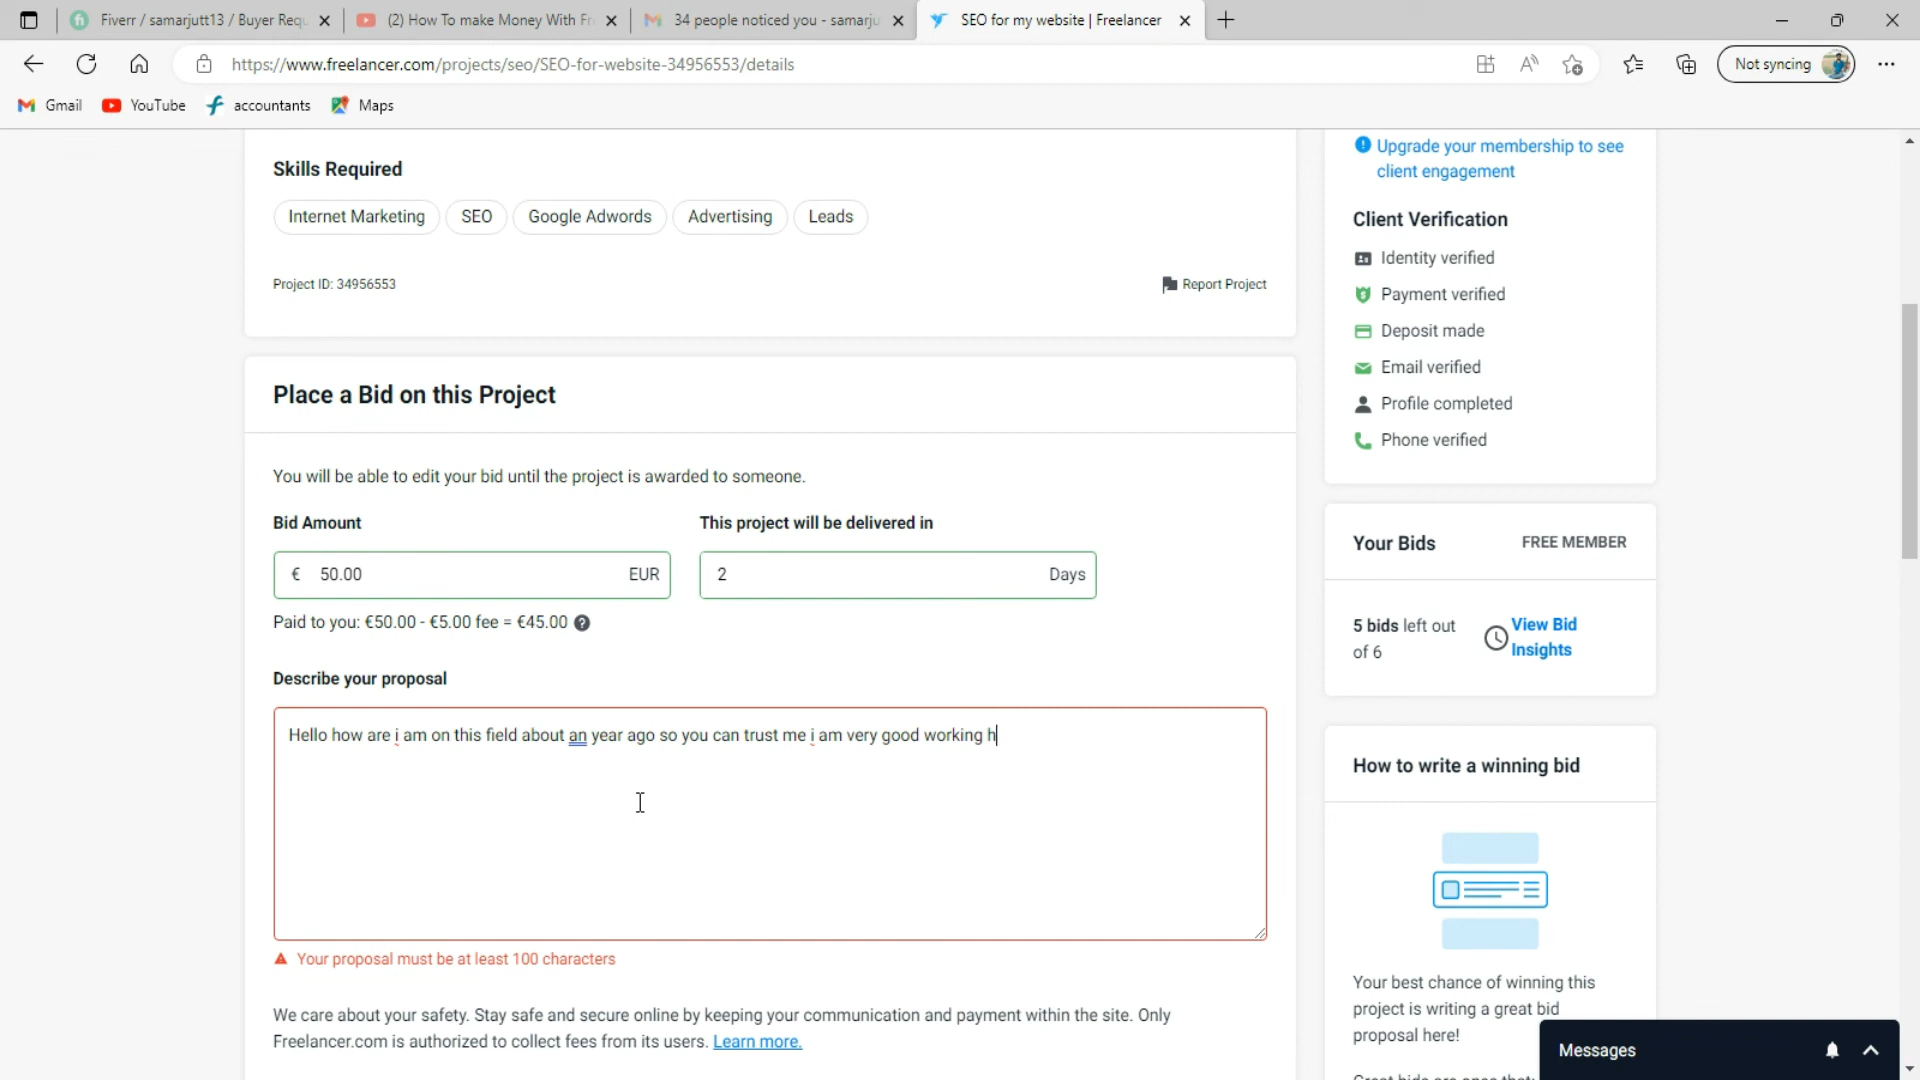 Fiverr / samarjutt13 / Buyer Requ
(2) How To make Money With Fr
34 people noticed you - samarju
SEO for my website | Freelancer
https://www.freelancer.com/projects/seo/SEO-for-website-34956553/details
Not syncing
Gmail
YouTube
accountants
Maps
Skills Required
Internet Marketing
SEO
Google Adwords
Advertising
Leads
Project ID: 34956553
Report Project
Place a Bid on this Project
You will be able to edit your bid until the project is awarded to someone.
Bid Amount
This project will be delivered in
€ 50.00 EUR
2 Days
Paid to you: €50.00 - €5.00 fee = €45.00
Describe your proposal
Hello how are i am on this field about an year ago so you can trust me i am very good working h
Your proposal must be at least 100 characters
We care about your safety. Stay safe and secure online by keeping your communication and payment within the site. Only
Freelancer.com is authorized to collect fees from its users. Learn more.
Upgrade your membership to see
client engagement
Client Verification
Identity verified
Payment verified
Deposit made
Email verified
Profile completed
Phone verified
Your Bids
FREE MEMBER
5 bids left out
of 6
View Bid
Insights
How to write a winning bid
Your best chance of winning this
project is writing a great bid
proposal here!
Messages